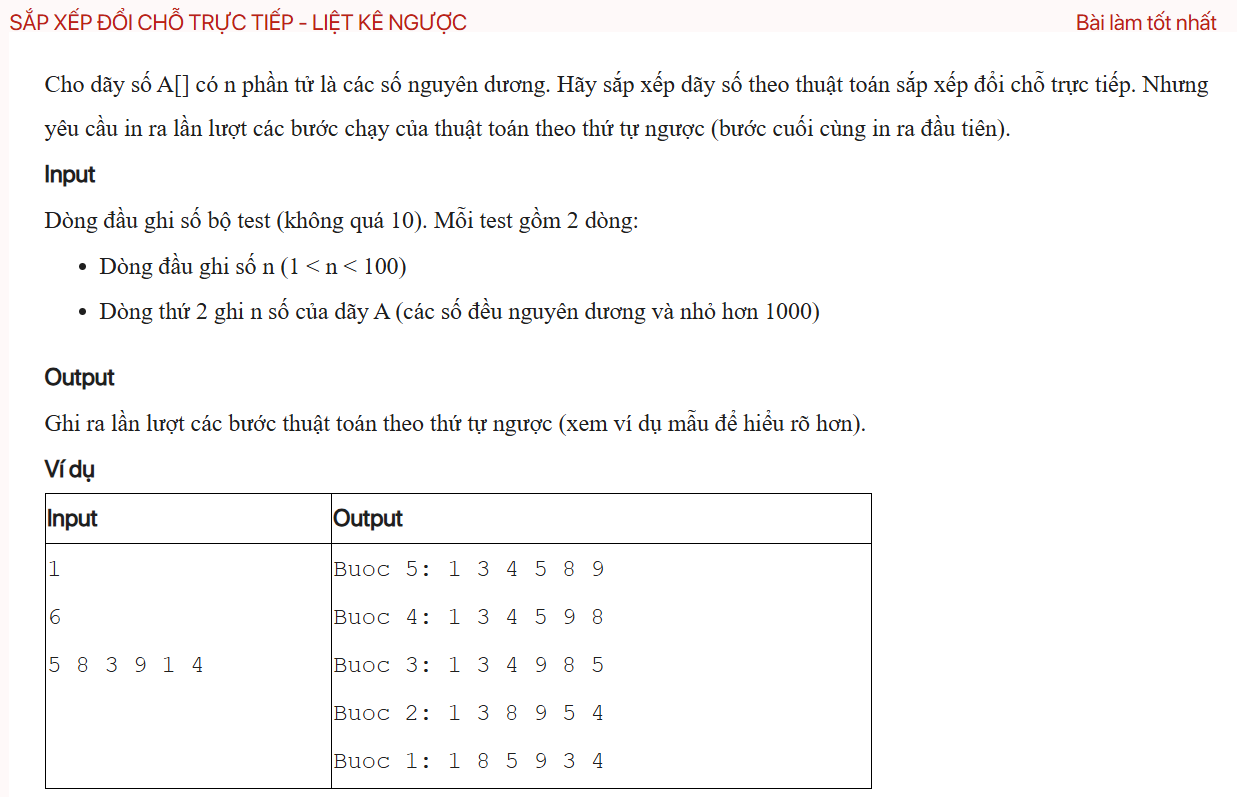 SẮP XẾP ĐỔI CHỖ TRỰC TIẾP - LIỆT KÊ NGƯỢC
Bài làm tốt nhất
Cho dãy số A[] có n phần tử là các số nguyên dương. Hãy sắp xếp dãy số theo thuật toán sắp xếp đổi chỗ trực tiếp. Nhưng
yêu cầu in ra lần lượt các bước chạy của thuật toán theo thứ tự ngược (bước cuối cùng in ra đầu tiên).
Input
Dòng đầu ghi số bộ test (không quá 10). Mỗi test gồm 2 dòng:
• Dòng đầu ghi số n (1 < n < 100)
• Dòng thứ 2 ghi n số của dãy A (các số đều nguyên dương và nhỏ hơn 1000)
Output
Ghi ra lần lượt các bước thuật toán theo thứ tự ngược (xem ví dụ mẫu để hiểu rõ hơn).
Ví dụ
Input
Output
1
6
5 8 3 9 1 4
Buoc 5: 1 3 4 5 8 9
Buoc 4: 1 3 4 5 9 8
Buoc 3: 1 3 4 9 8 5
Buoc 2: 1 3 8 9 5 4
Buoc 1: 1 8 5 9 3 4